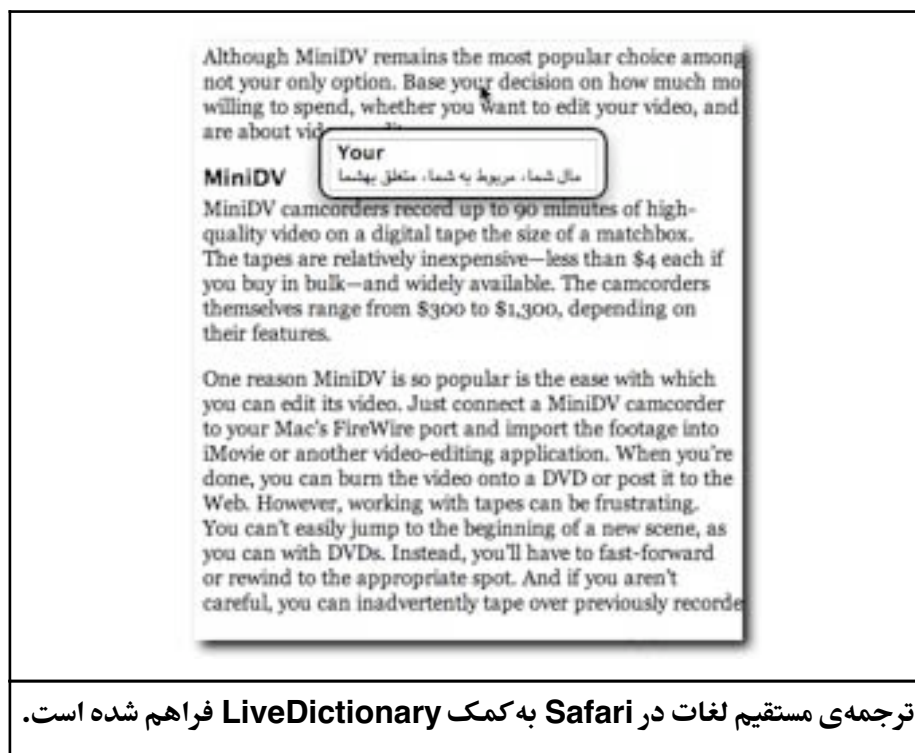 Although MiniDV remains the most popular choice among
not your only option. Base your decision on how much mo
willing to spend, whether you want to edit your video, and
are about
Your
مال شما، مربوط به شما، متعلق بهشما
MiniDV
MiniDV camcorders record up to 90 minutes of high-
quality video on a digital tape the size of a matchbox.
The tapes are relatively inexpensive—less than $4 each if
you buy in bulk—and widely available. The camcorders
themselves range from $300 to $1,300, depending on
their features.
One reason MiniDV is so popular is the ease with which
you can edit its video. Just connect a MiniDV camcorder
to your Mac's FireWire port and import the footage into
iMovie or another video-editing application. When you're
done, you can burn the video onto a DVD or post it to the
Web. However, working with tapes can be frustrating.
You can't easily jump to the beginning of a new scene, as
you can with DVDs. Instead, you'll have to fast-forward
or rewind to the appropriate spot. And if you aren't
careful, you can inadvertently tape over previously recorde
ترجمه‌ی مستقیم لغات در Safari به کمک LiveDictionary فراهم شده است.